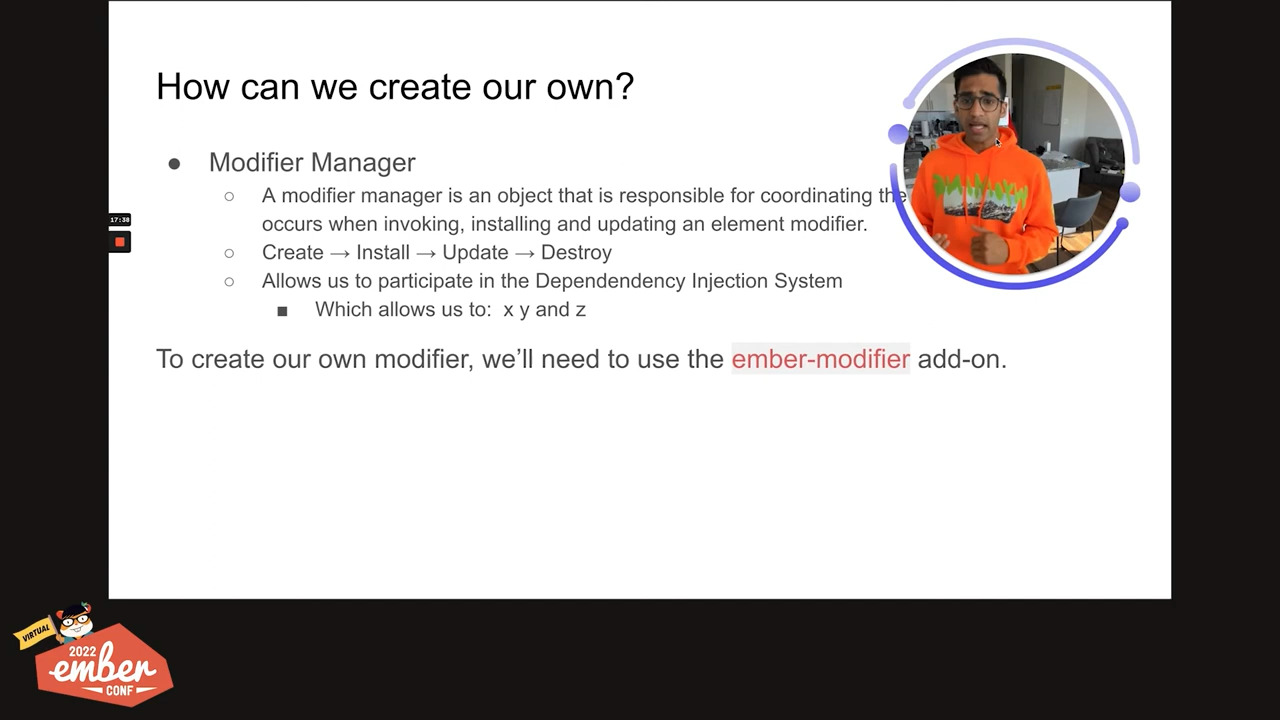 How can we create our own?
● Modifier Manager
○ A modifier manager is an object that is responsible for coordinating the
occurs when invoking, installing and updating an element modifier.
○ Create → Install → Update → Destroy
○ Allows us to participate in the Dependendency Injection System
■ Which allows us to: x y and z
To create our own modifier, we’ll need to use the ember-modifier add-on.
17:38
VIRTUAL
2022
ember
CONF